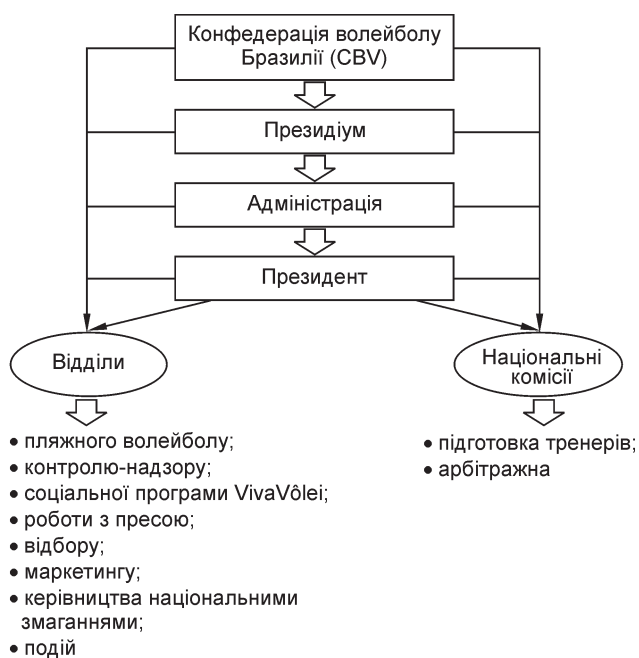 Конфедерація волейболу
Бразилії (CBV)
Президіум
Адміністрація
Президент
Відділи
Національні
комісії
• пляжного волейболу;
• контролю-надзору;
• соціальної програми VivaVôlei;
• роботи з пресою;
• відбору;
• маркетингу;
• керівництва національними
змаганнями;
• подій
• підготовка тренерів;
• арбітражна